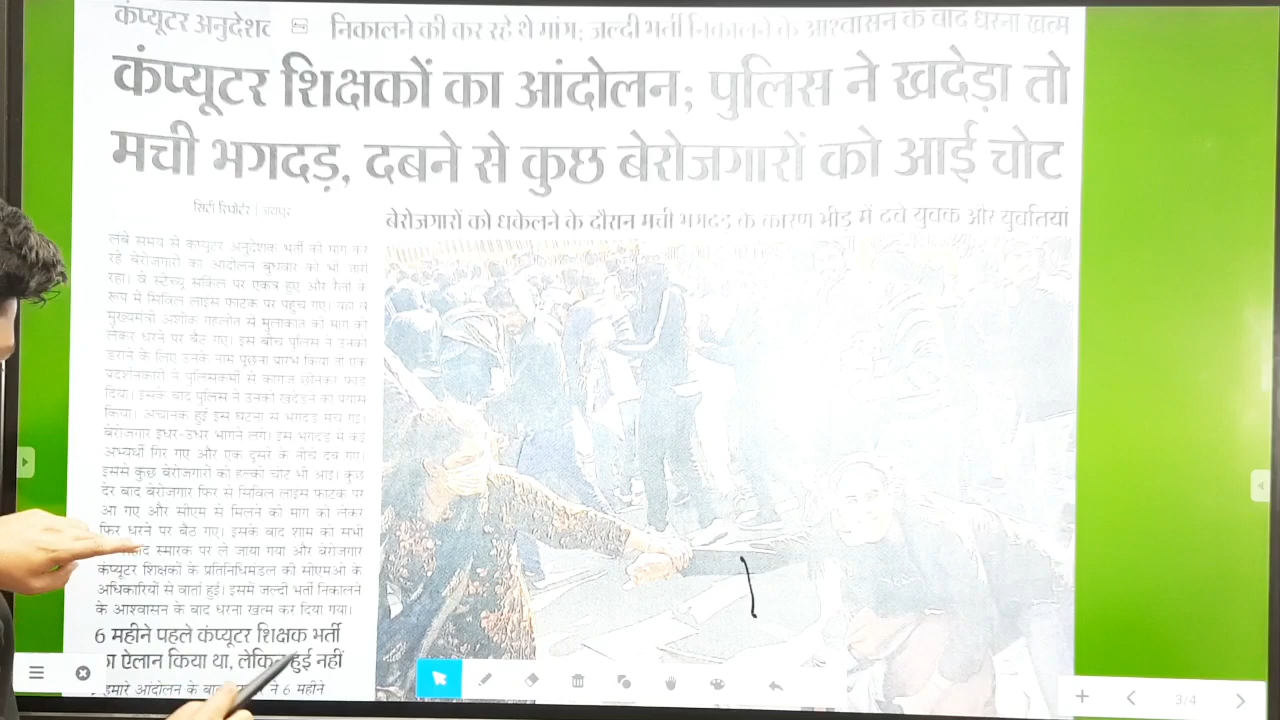 कंप्यूटर अनुदेशक निकालने की कर रहे थे मांग; जल्दी भर्ती निकालने के आश्वासन के बाद धरना खत्म
कंप्यूटर शिक्षकों का आंदोलन; पुलिस ने खदेड़ा तो
मची भगदड़, दबने से कुछ बेरोजगारों को आई चोट
सिटी रिपोर्टर | जयपुर
बेरोजगारों को धकेलने के दौरान मची भगदड़ के कारण भीड़ में दबे युवक और युवतियां
लंबे समय से कंप्यूटर अनुदेशक भर्ती की मांग कर
रहे बेरोजगारों का आंदोलन बुधवार को भी जारी
रहा। वे स्टेच्यू सर्किल पर एकत्र हुए और रैली के
रूप में सिविल लाइंस फाटक पर पहुंच गए। यहां वे
मुख्यमंत्री अशोक गहलोत से मुलाकात की मांग को
लेकर धरने पर बैठ गए। इस बीच पुलिस ने उनको
डराने के लिए उनके नाम पूछना प्रारंभ किया तो एक
प्रदर्शनकारी ने पुलिसकर्मी से कागज छीनकर फाड़
दिया। इसके बाद पुलिस ने उनको खदेड़ने का प्रयास
किया। अचानक हुई इस घटना से भगदड़ मच गई।
बेरोजगार इधर-उधर भागने लगे। इस भगदड़ में कई
अभ्यर्थी गिर गए और एक दूसरे के नीचे दब गए।
इससे कुछ बेरोजगारों को हल्की चोट भी आई। कुछ
देर बाद बेरोजगार फिर से सिविल लाइंस फाटक पर
आ गए और सीएम से मिलने की मांग को लेकर
फिर धरने पर बैठ गए। इसके बाद शाम को सभी
स्मारक पर ले जाया गया और बेरोजगार
कंप्यूटर शिक्षकों के प्रतिनिधिमंडल की सीएमओ के
अधिकारियों से वार्ता हुई। इसमें जल्दी भर्ती निकालने
के आश्वासन के बाद धरना खत्म कर दिया गया।
6 महीने पहले कंप्यूटर शिक्षक भर्ती
का ऐलान किया था, लेकिन हुई नहीं
हमारे आंदोलन के बाद ने 6 महीने
3/4